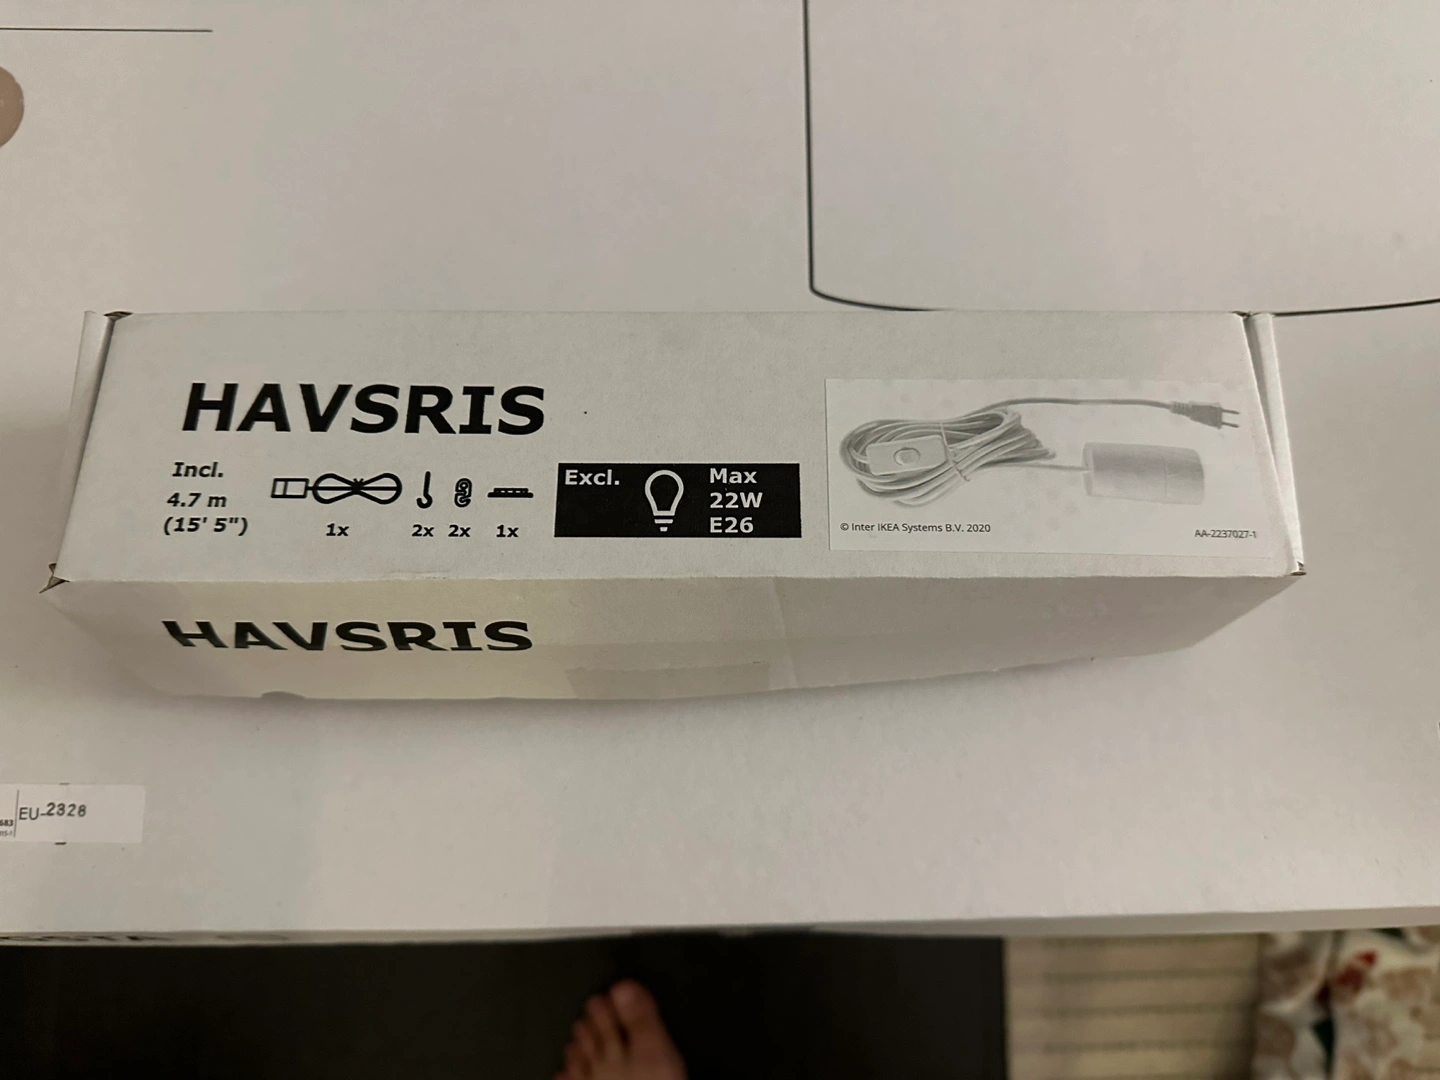 HAVSRIS
Incl.
4.7 m
(15' 5")
1x
2x
2x
1x
Excl.
Max
22W
E26
© Inter IKEA Systems B.V. 2020
AA-2237027-1
HAVSRIS
EU-2328